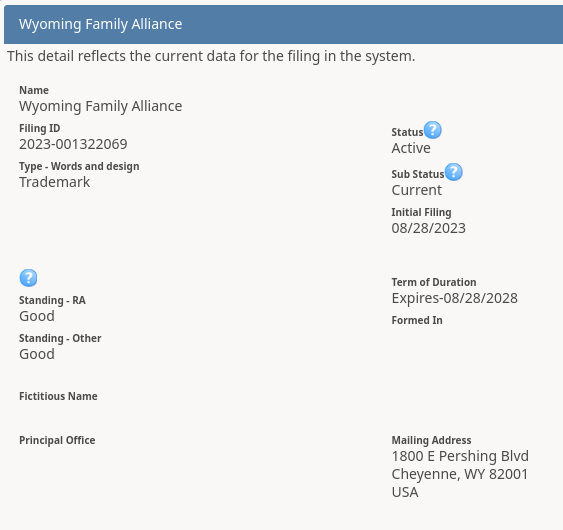 Wyoming Family Alliance
This detail reflects the current data for the filing in the system.
Name
Wyoming Family Alliance
Filing ID
2023-001322069
Type - Words and design
Trademark
Status ?
Active
Sub Status ?
Current
Initial Filing
08/28/2023
?
Standing - RA
Good
Standing - Other
Good
Term of Duration
Expires-08/28/2028
Formed In
Fictitious Name
Principal Office
Mailing Address
1800 E Pershing Blvd
Cheyenne, WY 82001
USA